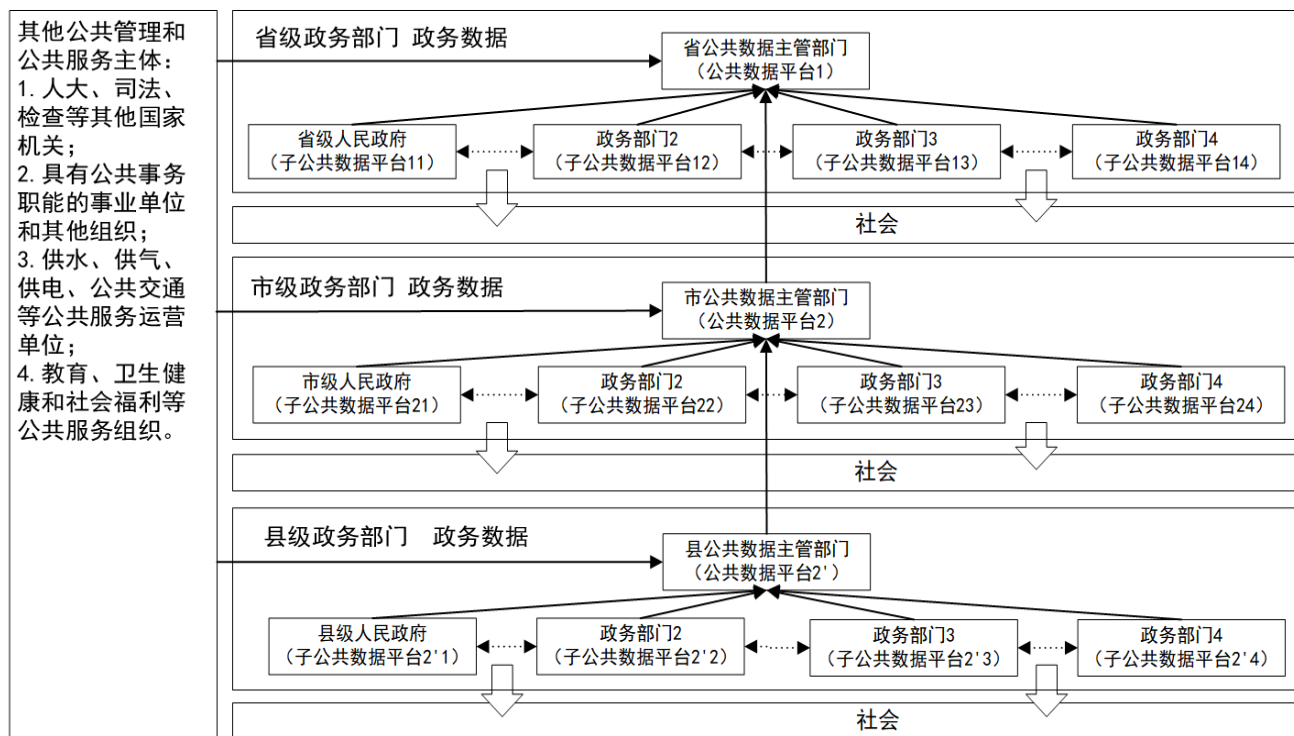 其他公共管理和
公共服务主体：
1. 人大、司法、
检查等其他国家
机关；
2. 具有公共事务
职能的事业单位
和其他组织；
3. 供水、供气、
供电、公共交通
等公共服务运营
单位；
4. 教育、卫生健
康和社会福利等
公共服务组织。
省级政务部门 政务数据
省公共数据主管部门
（公共数据平台1）
省级人民政府
（子公共数据平台11）
政务部门2
（子公共数据平台12）
政务部门3
（子公共数据平台13）
政务部门4
（子公共数据平台14）
社会
市级政务部门 政务数据
市公共数据主管部门
（公共数据平台2）
市级人民政府
（子公共数据平台21）
政务部门2
（子公共数据平台22）
政务部门3
（子公共数据平台23）
政务部门4
（子公共数据平台24）
社会
县级政务部门 政务数据
县公共数据主管部门
（公共数据平台2'）
县级人民政府
（子公共数据平台2'1）
政务部门2
（子公共数据平台2'2）
政务部门3
（子公共数据平台2'3）
政务部门4
（子公共数据平台2'4）
社会